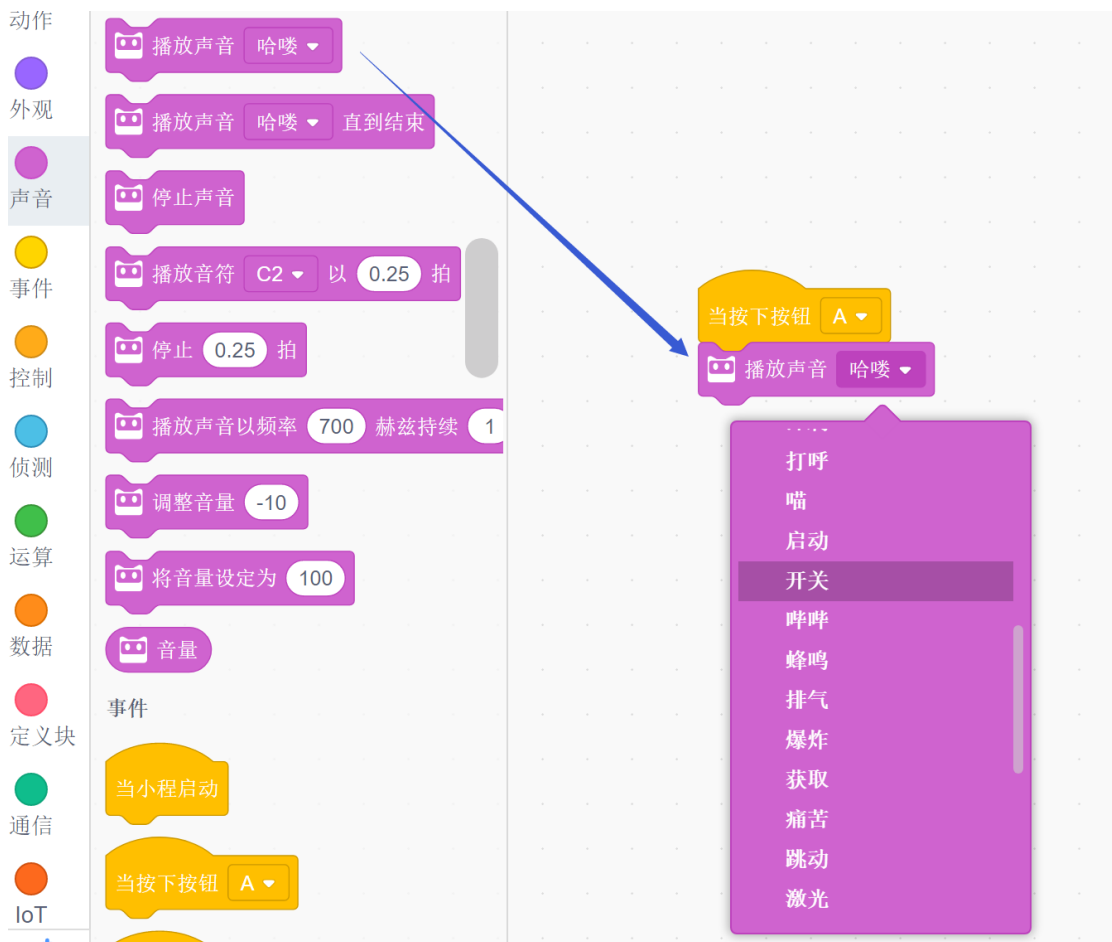 动作
外观
声音
事件
控制
侦测
运算
数据
定义块
通信
IoT
播放声音 哈喽
播放声音 哈喽 直到结束
停止声音
播放音符 C2 以 0.25 拍
停止 0.25 拍
播放声音以频率 700 赫兹持续 1
调整音量 -10
将音量设定为 100
音量
事件
当小程启动
当按下按钮 A
当按下按钮 A
播放声音 哈喽
打呼
喵
启动
开关
哔哔
蜂鸣
排气
爆炸
获取
痛苦
跳动
激光